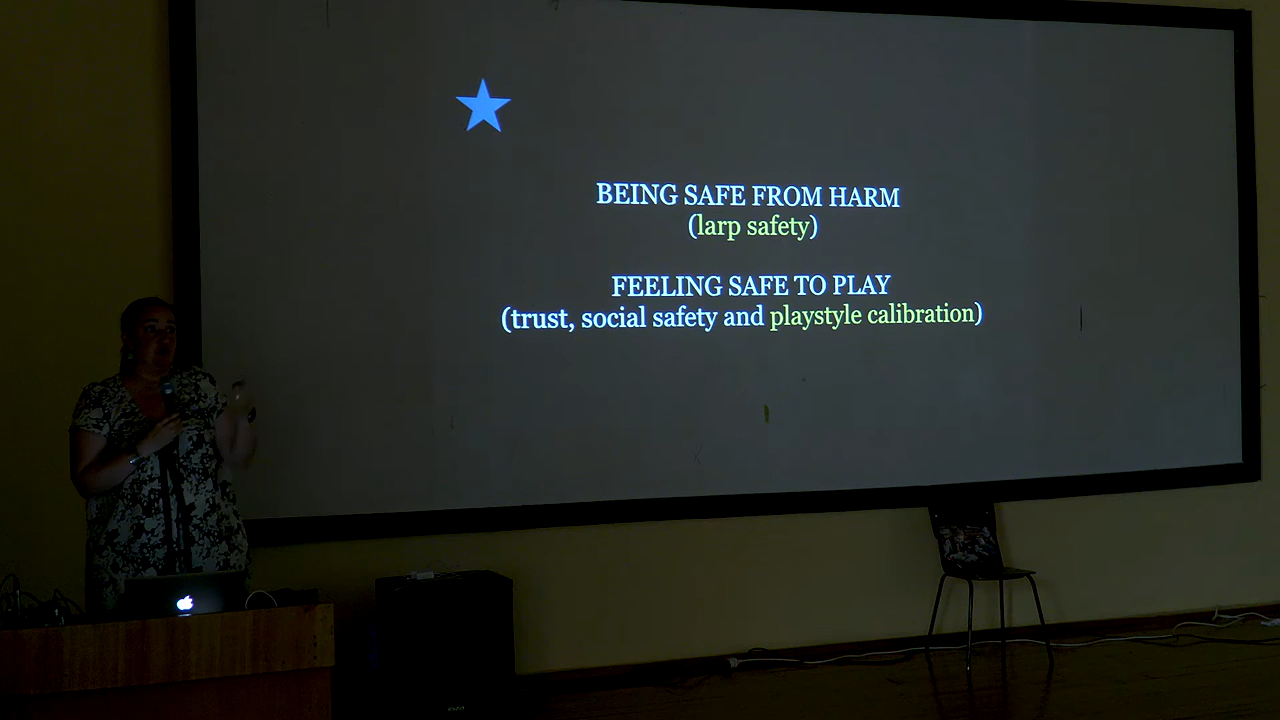 BEING SAFE FROM HARM
(larp safety)
FEELING SAFE TO PLAY
(trust, social safety and playstyle calibration)